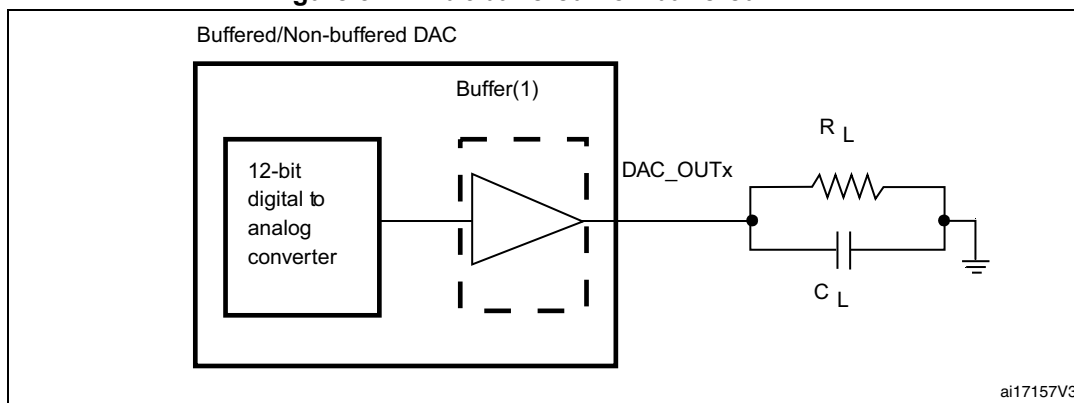 Buffered/Non-buffered DAC
Buffer(1)
12-bit
digital to
analog
converter
DAC_OUTx
R L
C L
ai17157V3